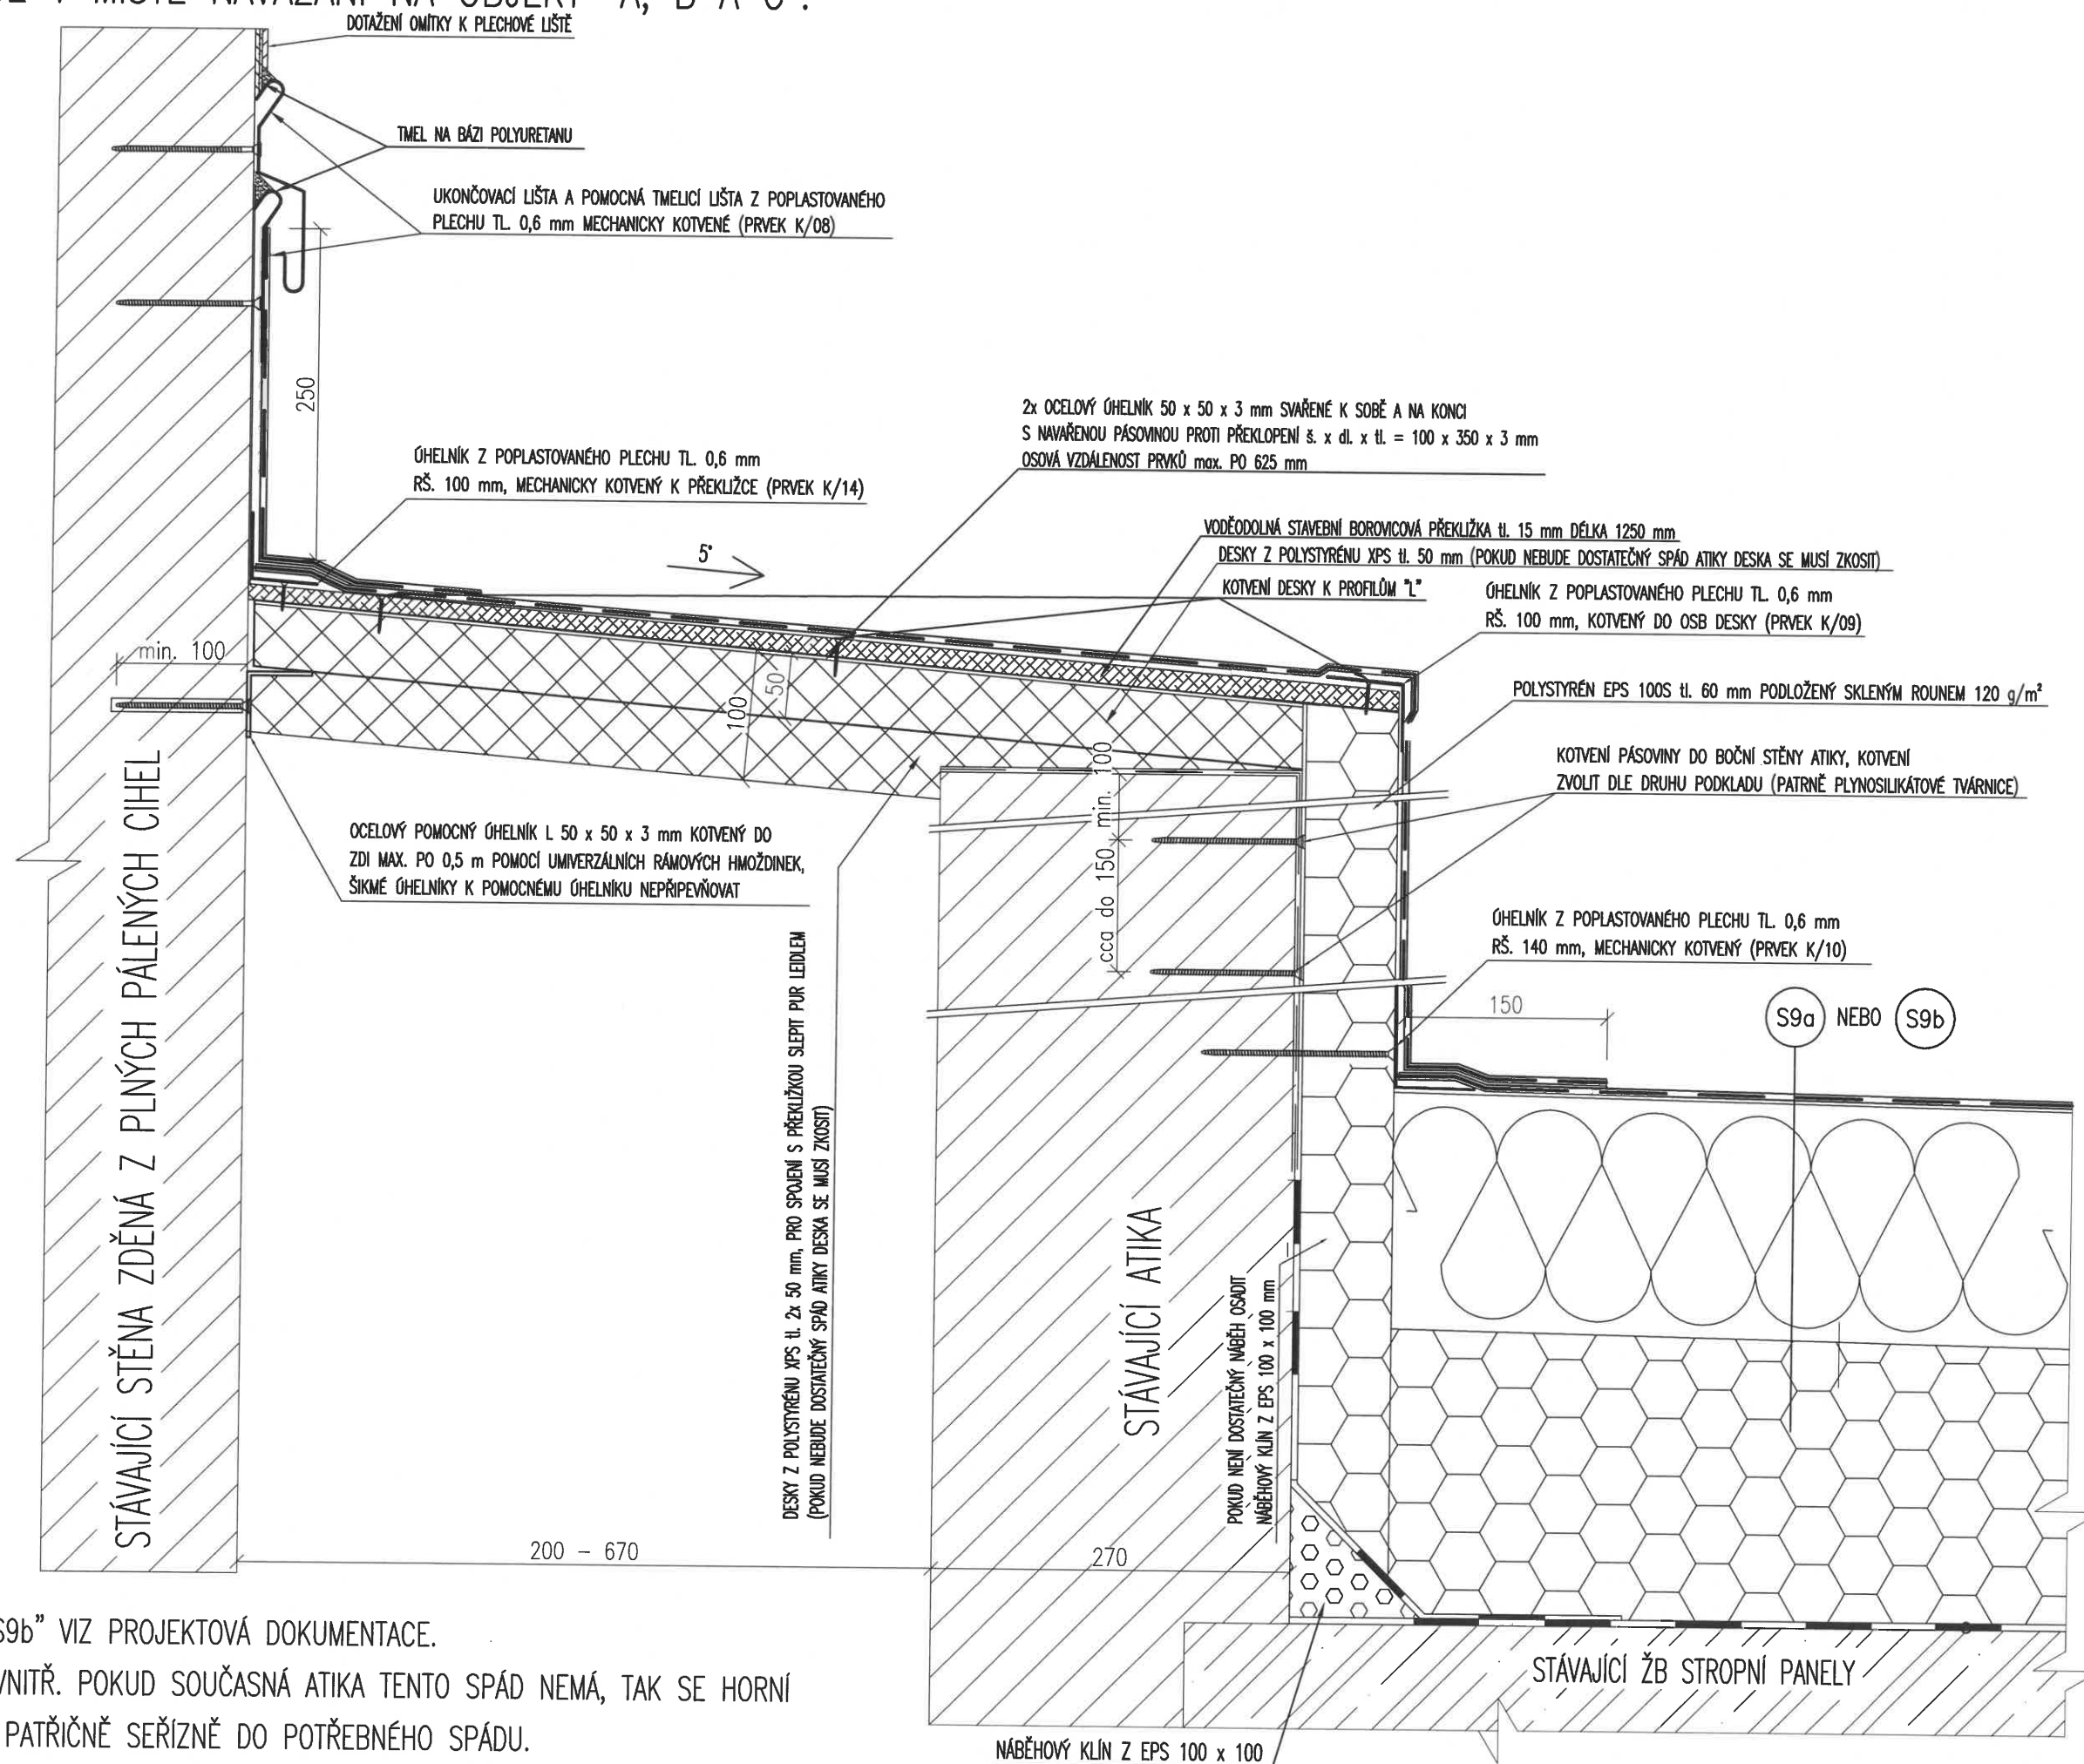 V MÍSTĚ NAVÁZÁNÍ NA OBJEKT "A, B A C".
DOTAŽENÍ OMÍTKY K PLECHOVÉ LIŠTĚ
TMEL NA BÁZI POLYURETANU
UKONČOVACÍ LIŠTA A POMOCNÁ TMELICÍ LIŠTA Z POPLASTOVANÉHO
PLECHU TL. 0,6 mm MECHANICKY KOTVENÉ (PRVEK K/08)
250
2x OCELOVÝ ÚHELNÍK 50 x 50 x 3 mm SVAŘENÉ K SOBĚ A NA KONCI
S NAVAŘENOU PÁSOVINOU PROTI PŘEKLOPENÍ š. x dl. x tl. = 100 x 350 x 3 mm
OSOVÁ VZDÁLENOST PRVKŮ max. PO 625 mm
ÚHELNÍK Z POPLASTOVANÉHO PLECHU TL. 0,6 mm
RŠ. 100 mm, MECHANICKY KOTVENÝ K PŘEKLIŽCE (PRVEK K/14)
5°
VODĚODOLNÁ STAVEBNÍ BOROVICOVÁ PŘEKLIŽKA tl. 15 mm DÉLKA 1250 mm
DESKY Z POLYSTYRÉNU XPS tl. 50 mm (POKUD NEBUDE DOSTATEČNÝ SPÁD ATIKY DESKA SE MUSÍ ZKOSIT)
KOTVENÍ DESKY K PROFILŮM "L"
ÚHELNÍK Z POPLASTOVANÉHO PLECHU TL. 0,6 mm
RŠ. 100 mm, KOTVENÝ DO OSB DESKY (PRVEK K/09)
min. 100
100
50
POLYSTYRÉN EPS 100S tl. 60 mm PODLOŽENÝ SKLENÝM ROUNEM 120 g/m²
KOTVENÍ PÁSOVINY DO BOČNÍ STĚNY ATIKY, KOTVENÍ
ZVOLIT DLE DRUHU PODKLADU (PATRNĚ PLYNOSILIKÁTOVÉ TVÁRNICE)
min. 100
cca do 150
OCELOVÝ POMOCNÝ ÚHELNÍK L 50 x 50 x 3 mm KOTVENÝ DO
ZDI MAX. PO 0,5 m POMOCÍ UMIVERZÁLNÍCH RÁMOVÝCH HMOŽDINEK,
ŠIKMÉ ÚHELNÍKY K POMOCNÉMU ÚHELNÍKU NEPŘIPEVŇOVAT
ÚHELNÍK Z POPLASTOVANÉHO PLECHU TL. 0,6 mm
RŠ. 140 mm, MECHANICKY KOTVENÝ (PRVEK K/10)
150
S9a NEBO S9b
STÁVAJÍCÍ STĚNA ZDĚNÁ Z PLNÝCH PÁLENÝCH CIHEL
DESKY Z POLYSTYRÉNU XPS tl. 2x 50 mm, PRO SPOJENÍ S PŘEKLIŽKOU SLEPIT PUR LEIDLEM
(POKUD NEBUDE DOSTATEČNÝ SPÁD ATIKY DESKA SE MUSÍ ZKOSIT)
STÁVAJÍCÍ ATIKA
POKUD NENÍ DOSTATEČNÝ NÁBĚH OSADIT
NÁBĚHOVÝ KLÍN Z EPS 100 x 100 mm
200 - 670
270
S9b” VIZ PROJEKTOVÁ DOKUMENTACE.
VNITŘ. POKUD SOUČASNÁ ATIKA TENTO SPÁD NEMÁ, TAK SE HORNÍ
PATŘIČNĚ SEŘÍZNĚ DO POTŘEBNÉHO SPÁDU.
STÁVAJÍCÍ ŽB STROPNÍ PANELY
NÁBĚHOVÝ KLÍN Z EPS 100 x 100